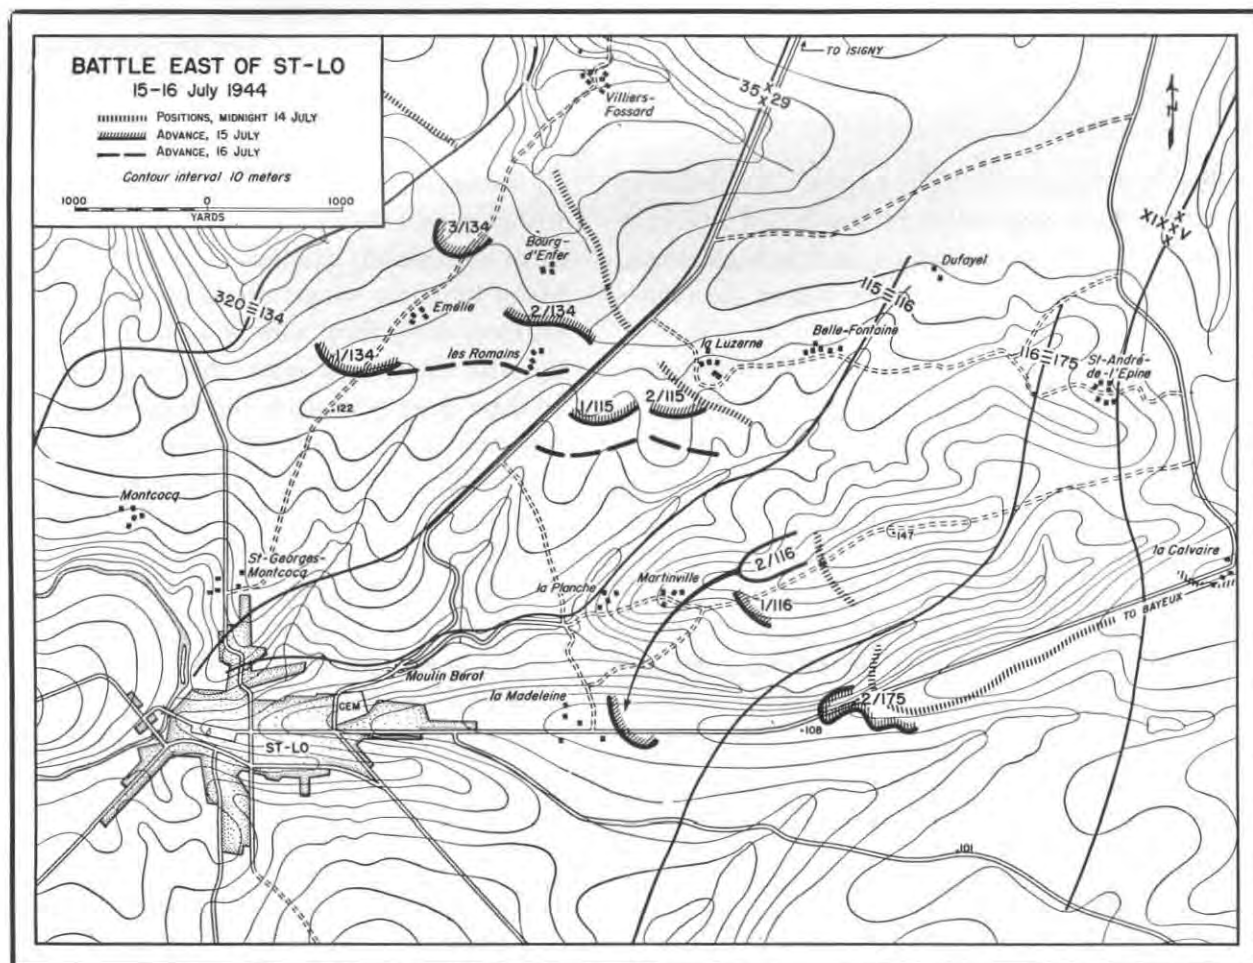 BATTLE EAST OF ST-LO
15-16 July 1944
POSITIONS, MIDNIGHT 14 JULY
ADVANCE, 15 JULY
ADVANCE, 16 JULY
Contour interval 10 meters
1000 0 1000
YARDS
TO ISIGNY
Villiers-
Fossard
35 X 29
X
3/134
Bourg-
d'Enfer
XIX X V
X
X
Dufayel
320 134
Emélie
2/134
115 116
1/134
les Romains
la Luzerne
Belle-Fontaine
116 175
St-André-
de-l'Epine
122
1/115
2/115
Montcocq
147
St-Georges-
Montcocq
2/116
la Calvaire
la Planche
Martinville
1/116
TO BAYEUX
Moulin Berot
la Madeleine
CEM
2/175
108
ST-LO
101